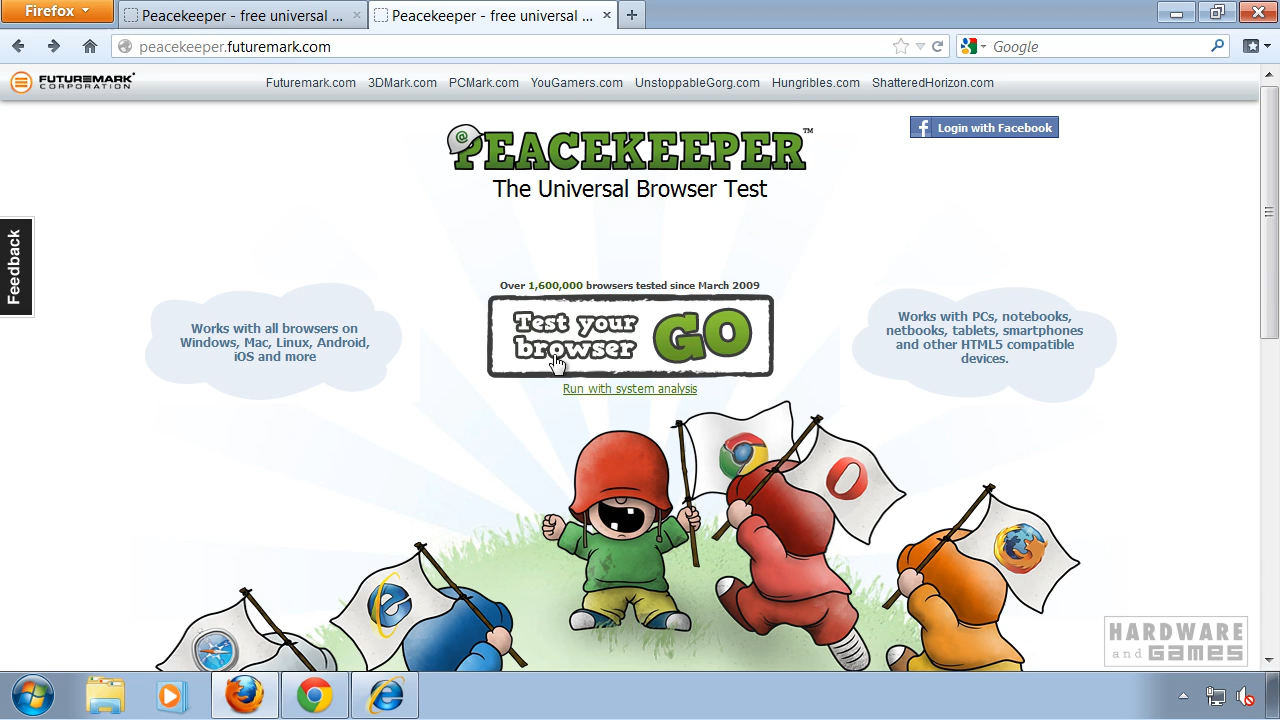 Firefox
Peacekeeper - free universal ...
Peacekeeper - free universal ...
peacekeeper.futuremark.com
Google
FUTUREMARK
CORPORATION
Futuremark.com
3DMark.com
PCMark.com
YouGamers.com
UnstoppableGorg.com
Hungribles.com
ShatteredHorizon.com
@
PEACEKEEPER™
The Universal Browser Test
f Login with Facebook
Feedback
Over 1,600,000 browsers tested since March 2009
Test your
browser
GO
Run with system analysis
Works with all browsers on
Windows, Mac, Linux, Android,
iOS and more
Works with PCs, notebooks,
netbooks, tablets, smartphones
and other HTML5 compatible
devices.
HARDWARE
and GAMES